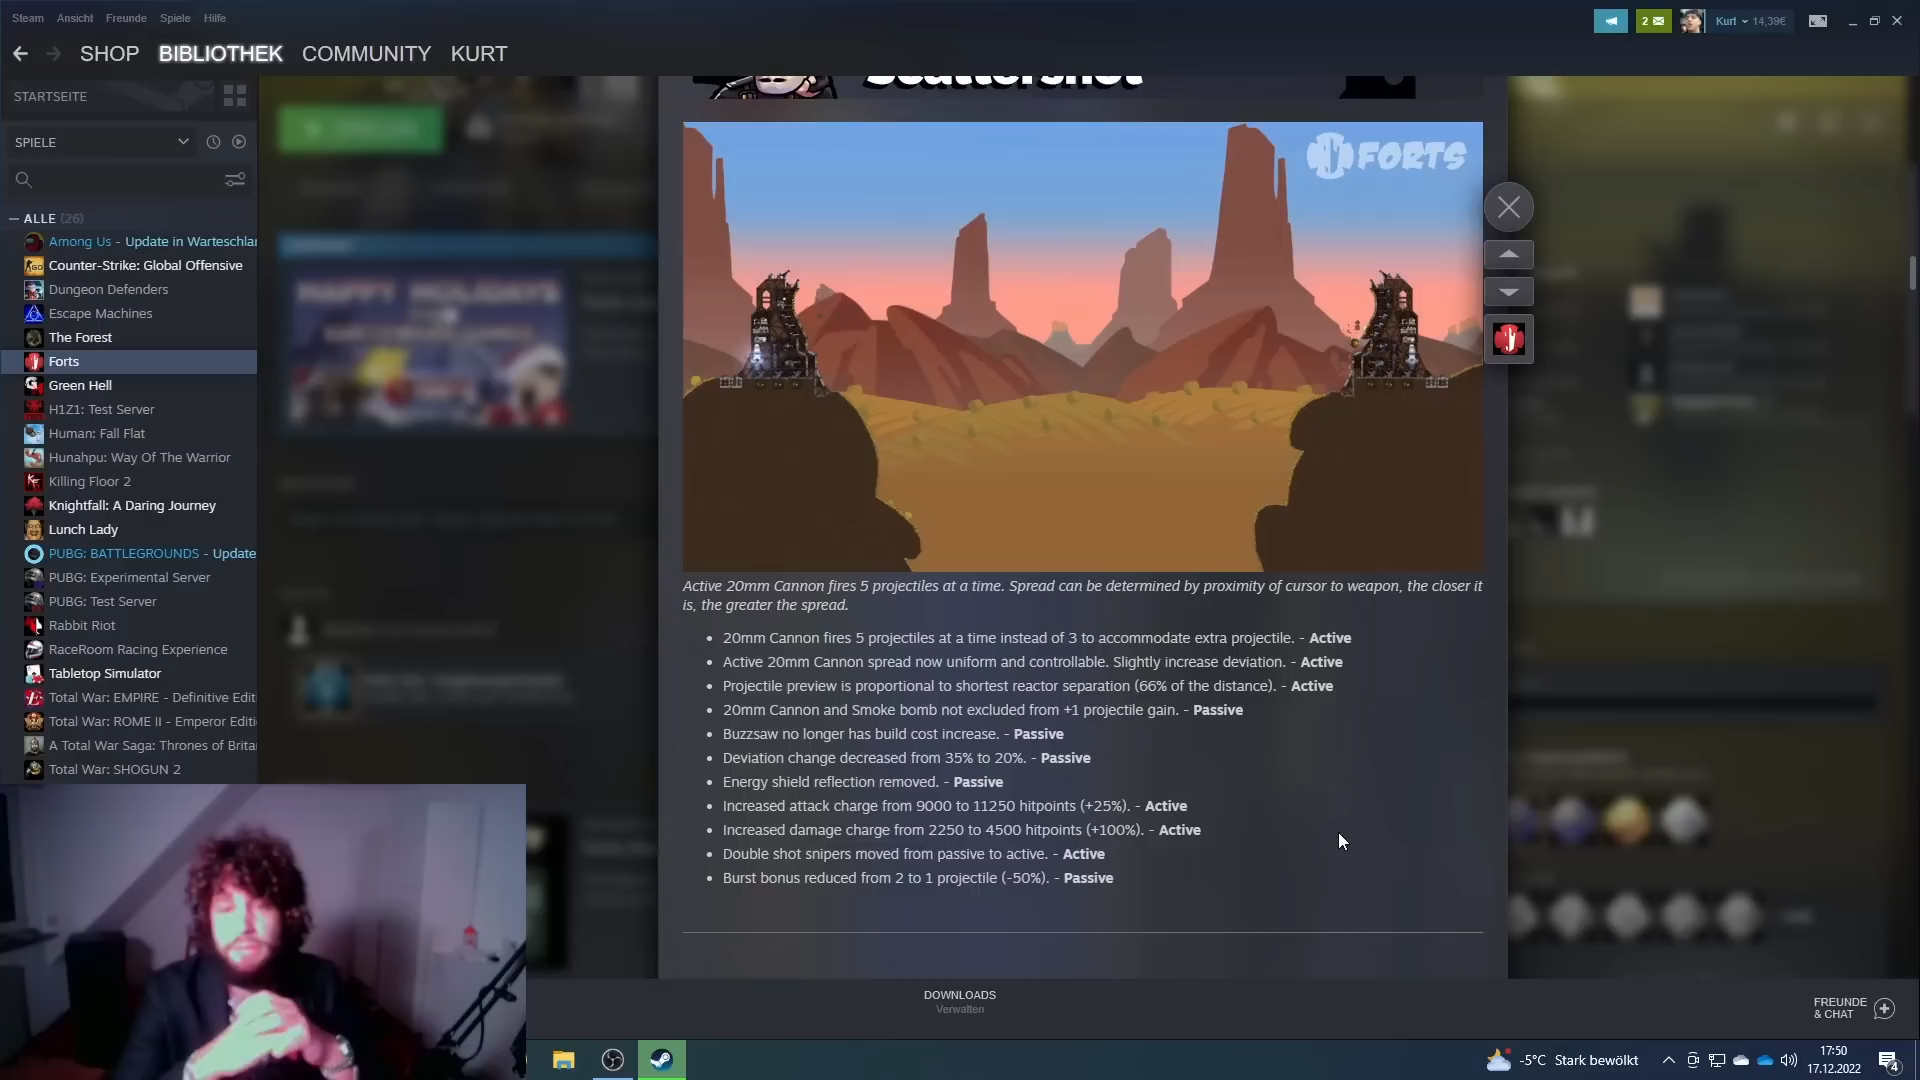 Steam Ansicht Freunde Spiele Hilfe
2
Kurt 14,39€
SHOP BIBLIOTHEK COMMUNITY KURT
STARTSEITE
SPIELE
ALLE (26)
Among Us - Update in Warteschlan
Counter-Strike: Global Offensive
Dungeon Defenders
Escape Machines
The Forest
Forts
Green Hell
H1Z1: Test Server
Human: Fall Flat
Hunahpu: Way Of The Warrior
Killing Floor 2
Knightfall: A Daring Journey
Lunch Lady
PUBG: BATTLEGROUNDS - Update
PUBG: Experimental Server
PUBG: Test Server
Rabbit Riot
RaceRoom Racing Experience
Tabletop Simulator
Total War: EMPIRE - Definitive Edit
Total War: ROME II - Emperor Editi
A Total War Saga: Thrones of Britar
Total War: SHOGUN 2
HAPPY HOLIDAYS
Scattershot
FORTS
Active 20mm Cannon fires 5 projectiles at a time. Spread can be determined by proximity of cursor to weapon, the closer it
is, the greater the spread.
• 20mm Cannon fires 5 projectiles at a time instead of 3 to accommodate extra projectile. - Active
• Active 20mm Cannon spread now uniform and controllable. Slightly increase deviation. - Active
• Projectile preview is proportional to shortest reactor separation (66% of the distance). - Active
• 20mm Cannon and Smoke bomb not excluded from +1 projectile gain. - Passive
• Buzzsaw no longer has build cost increase. - Passive
• Deviation change decreased from 35% to 20%. - Passive
• Energy shield reflection removed. - Passive
• Increased attack charge from 9000 to 11250 hitpoints (+25%). - Active
• Increased damage charge from 2250 to 4500 hitpoints (+100%). - Active
• Double shot snipers moved from passive to active. - Active
• Burst bonus reduced from 2 to 1 projectile (-50%). - Passive
DOWNLOADS
Verwalten
FREUNDE
& CHAT
-5°C Stark bewölkt
17:50
17.12.2022
4